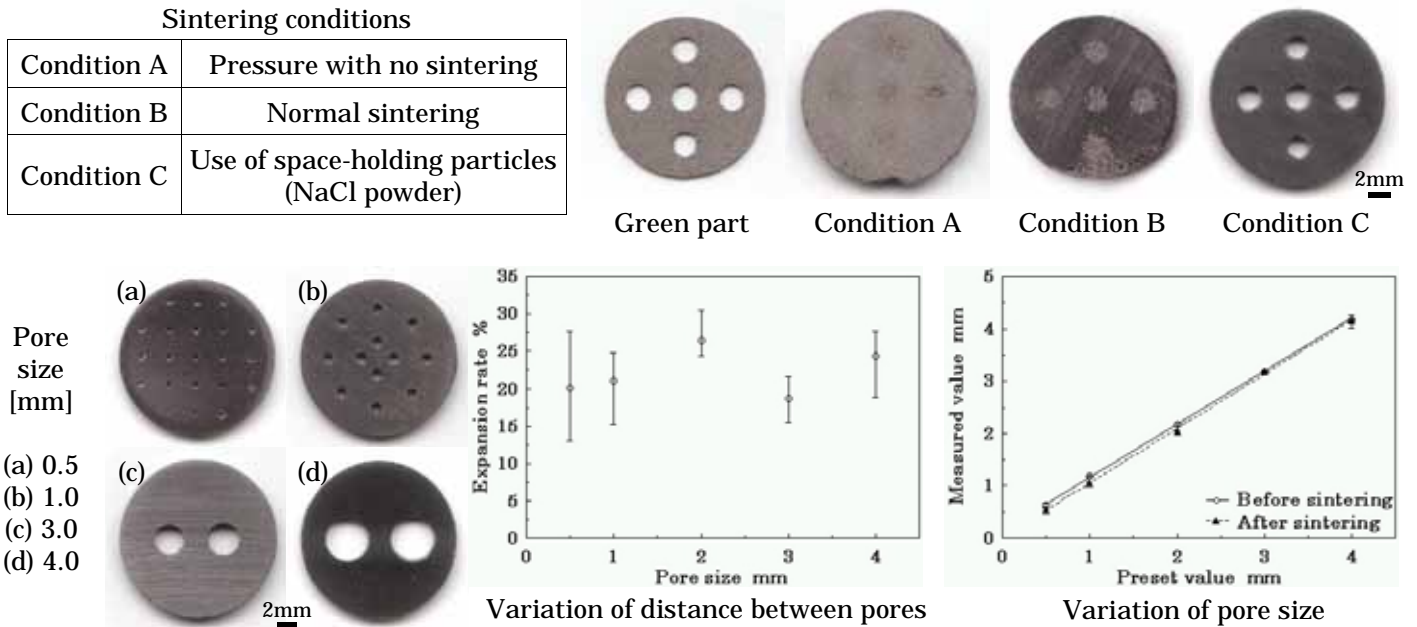 Sintering conditions
Condition A Pressure with no sintering
Condition B Normal sintering
Condition C Use of space-holding particles
(NaCl powder)
2mm
Green part Condition A Condition B Condition C
Pore
size
[mm]
(a) 0.5
(b) 1.0
(c) 3.0
(d) 4.0
(a) (b)
(c) (d)
2mm
Expansion rate %
35
30
25
20
15
10
5
0
0 1 2 3 4
Pore size mm
Variation of distance between pores
Measured value mm
5
4
3
2
1
0
Before sintering
After sintering
0 1 2 3 4
Preset value mm
Variation of pore size